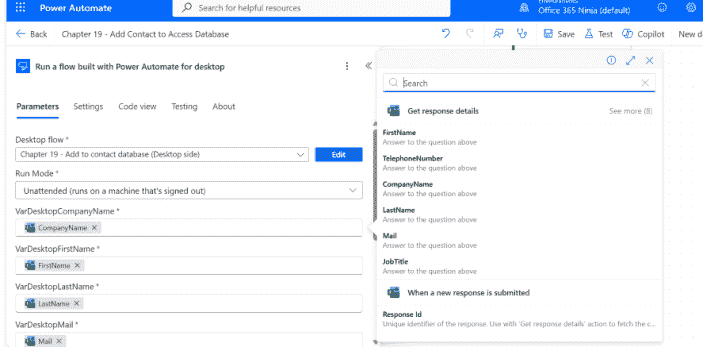 Power Automate
Search for helpful resources
Environments
Office 365 Ninja (default)
Back
Chapter 19 - Add Contact to Access Database
Save
Test
Copilot
New d
Run a flow built with Power Automate for desktop
Parameters
Settings
Code view
Testing
About
Desktop flow *
Chapter 19 - Add to contact database (Desktop side)
Edit
Run Mode *
Unattended (runs on a machine that's signed out)
VarDesktopCompanyName *
CompanyName
VarDesktopFirstName *
FirstName
VarDesktopLastName *
LastName
VarDesktopMail *
Mail
Search
Get response details
See more (8)
FirstName
Answer to the question above
TelephoneNumber
Answer to the question above
CompanyName
Answer to the question above
LastName
Answer to the question above
Mail
Answer to the question above
JobTitle
Answer to the question above
When a new response is submitted
Response Id
Unique identifier of the response. Use with 'Get response details' action to fetch the c...